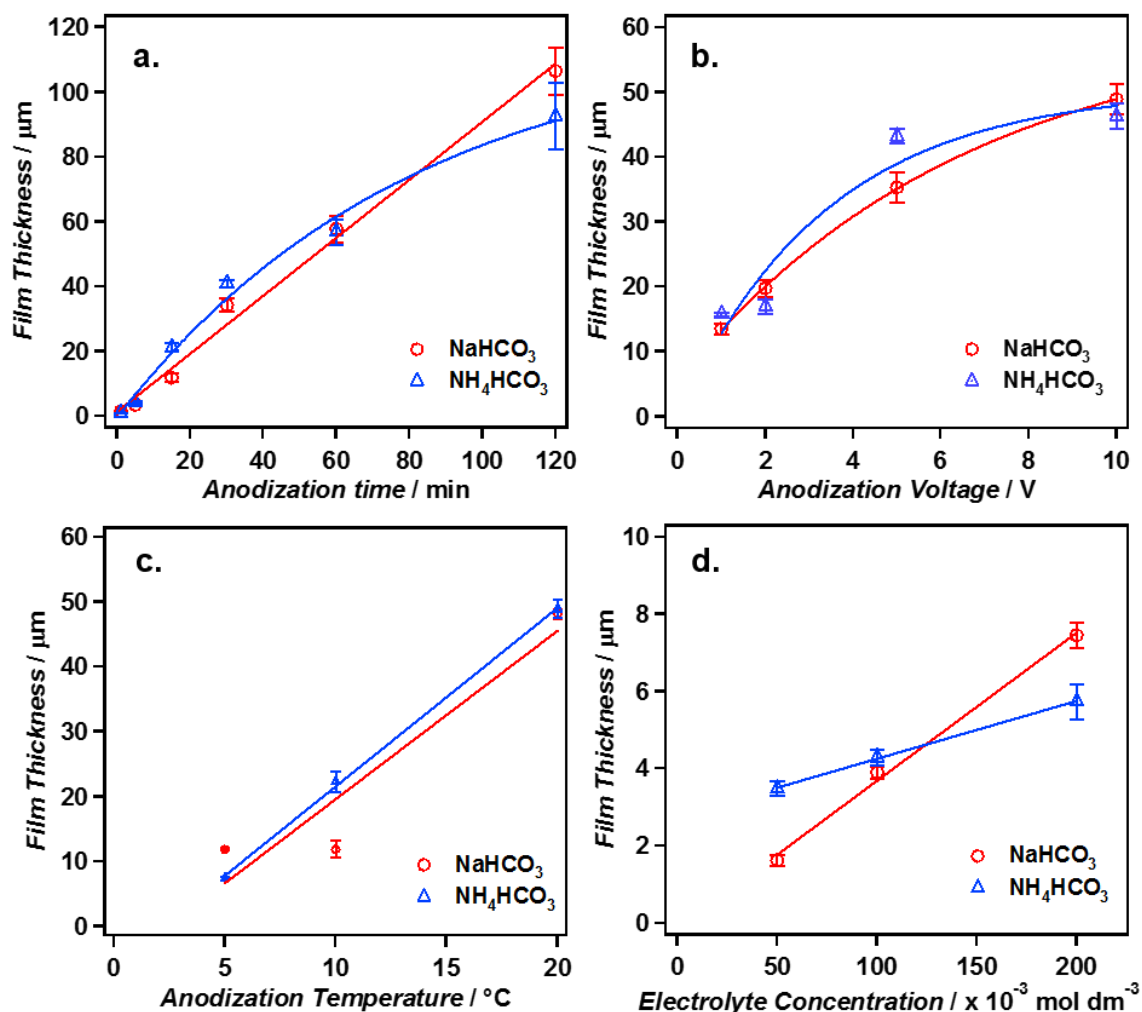 a.
Film Thickness / μm
120
100
80
60
40
20
0
NaHCO₃
NH₄HCO₃
0 20 40 60 80 100 120
Anodization time / min
b.
Film Thickness / μm
60
50
40
30
20
10
0
NaHCO₃
NH₄HCO₃
0 2 4 6 8 10
Anodization Voltage / V
c.
Film Thickness / μm
60
50
40
30
20
10
0
NaHCO₃
NH₄HCO₃
0 5 10 15 20
Anodization Temperature / °C
d.
Film Thickness / μm
10
8
6
4
2
0
NaHCO₃
NH₄HCO₃
0 50 100 150 200
Electrolyte Concentration / x 10⁻³ mol dm⁻³